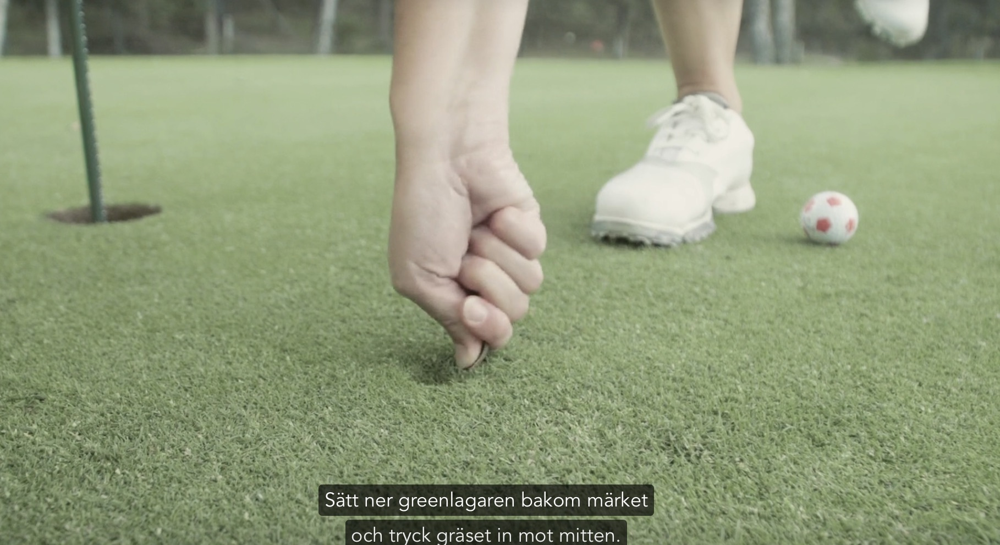 Sätt ner greenlagaren bakom märket
och tryck gräset in mot mitten.